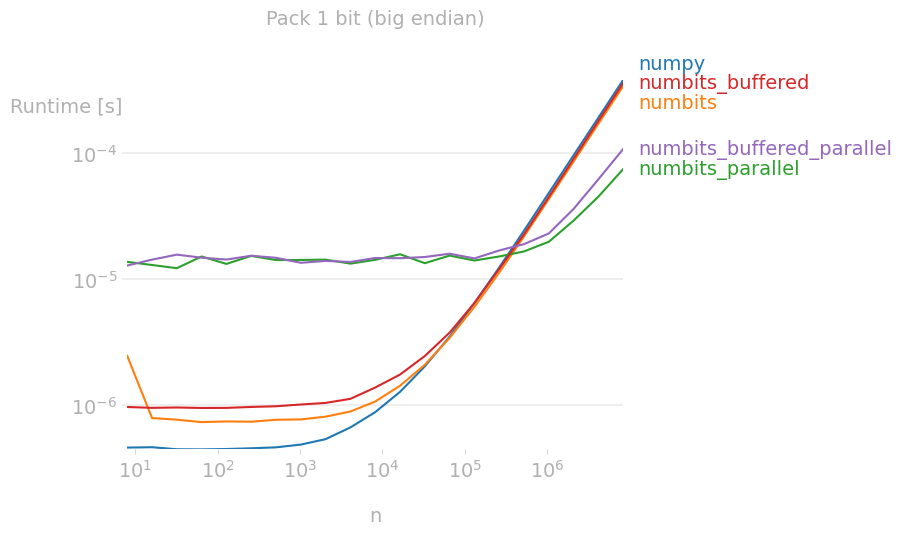 Pack 1 bit (big endian)
Runtime [s]
10⁻⁴
10⁻⁵
10⁻⁶
numpy
numbits_buffered
numbits
numbits_buffered_parallel
numbits_parallel
10¹ 10² 10³ 10⁴ 10⁵ 10⁶
n